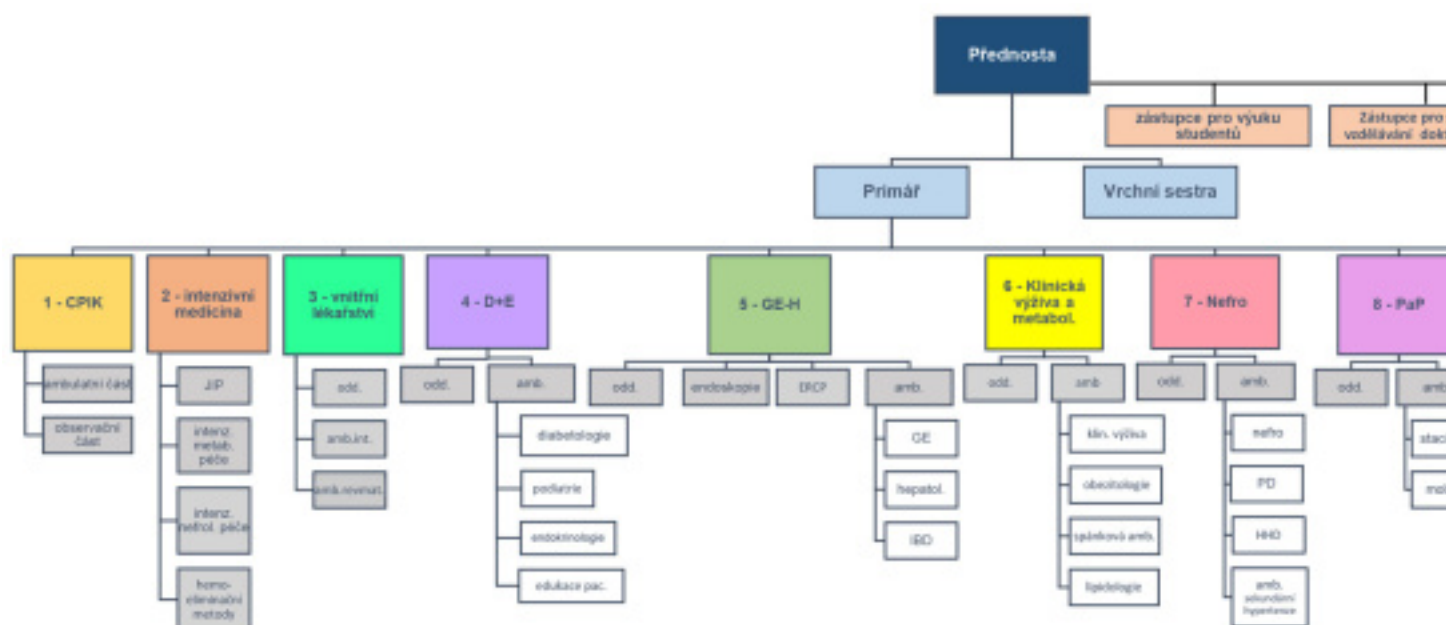 Přednosta
zástupce pro výuku
studentů
Zástupce pro
vzdělávání
Primář
Vrchní sestra
1 - CPIK
2 - intenzivní
medicína
3 - vnitřní
lékařství
4 - D+E
5 - GE-H
6 - Klinická
výživa a
metabol.
7 - Nefro
8 - PaP
ambulatní část
observační
část
JIP
intenz.
metab.
péče
intenz.
nefrol. péče
hemo-
eliminační
metody
odd.
amb.int.
amb.revmat.
odd.
amb.
diabetologie
podiatrie
endokrinologie
edukace pac.
odd.
endoskopie
ERCP
amb.
GE
hepatol.
IBD
odd.
amb
klin. výživa
obezitologie
spánková amb.
lipidologie
odd.
amb.
nefro
PD
HHD
amb.
sekundární
hypertenze
odd.